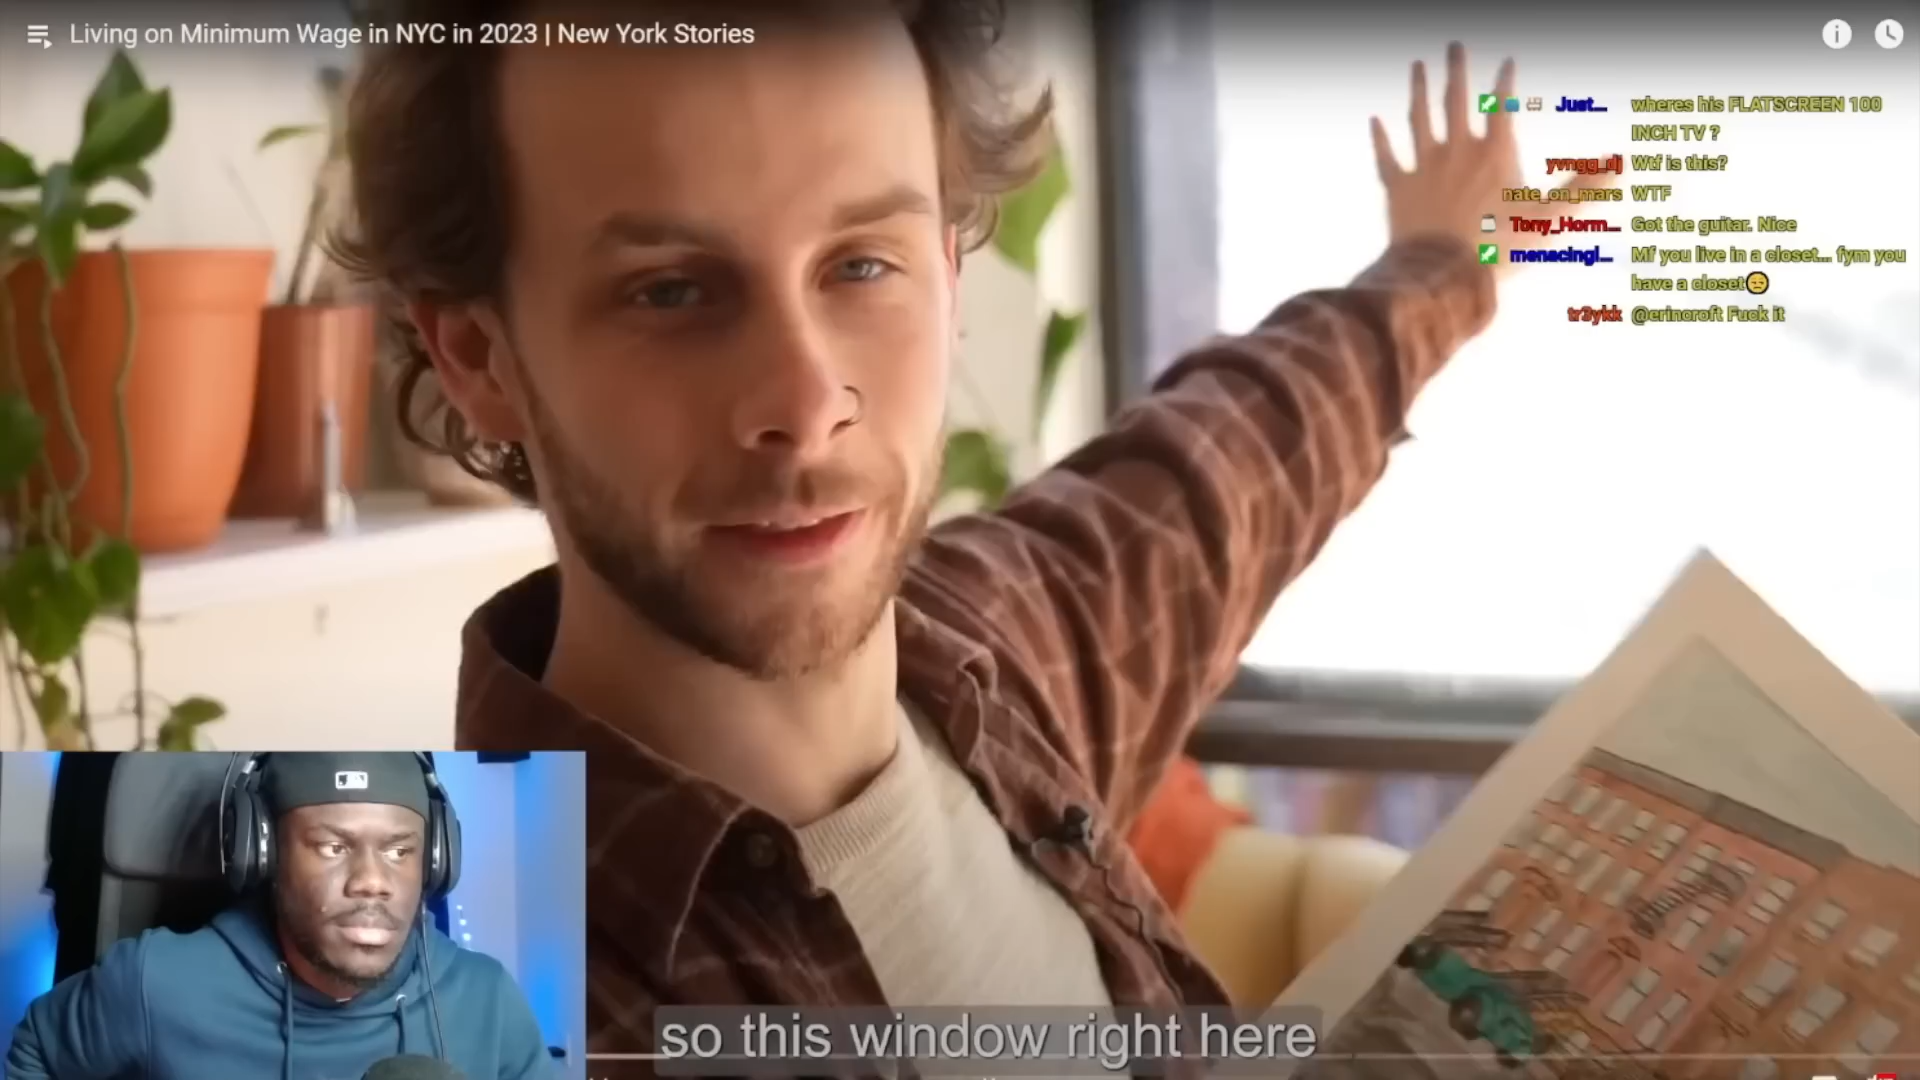 Living on Minimum Wage in NYC in 2023 | New York Stories
Just... wheres his FLATSCREEN 100
INCH TV ?
yvngg_dj Wtf is this?
nate_on_mars WTF
Tony_Horm... Got the guitar. Nice
menacingl... Mf you live in a closet... fym you
have a closet😔
tr3ykk @erincroft Fuck it
so this window right here